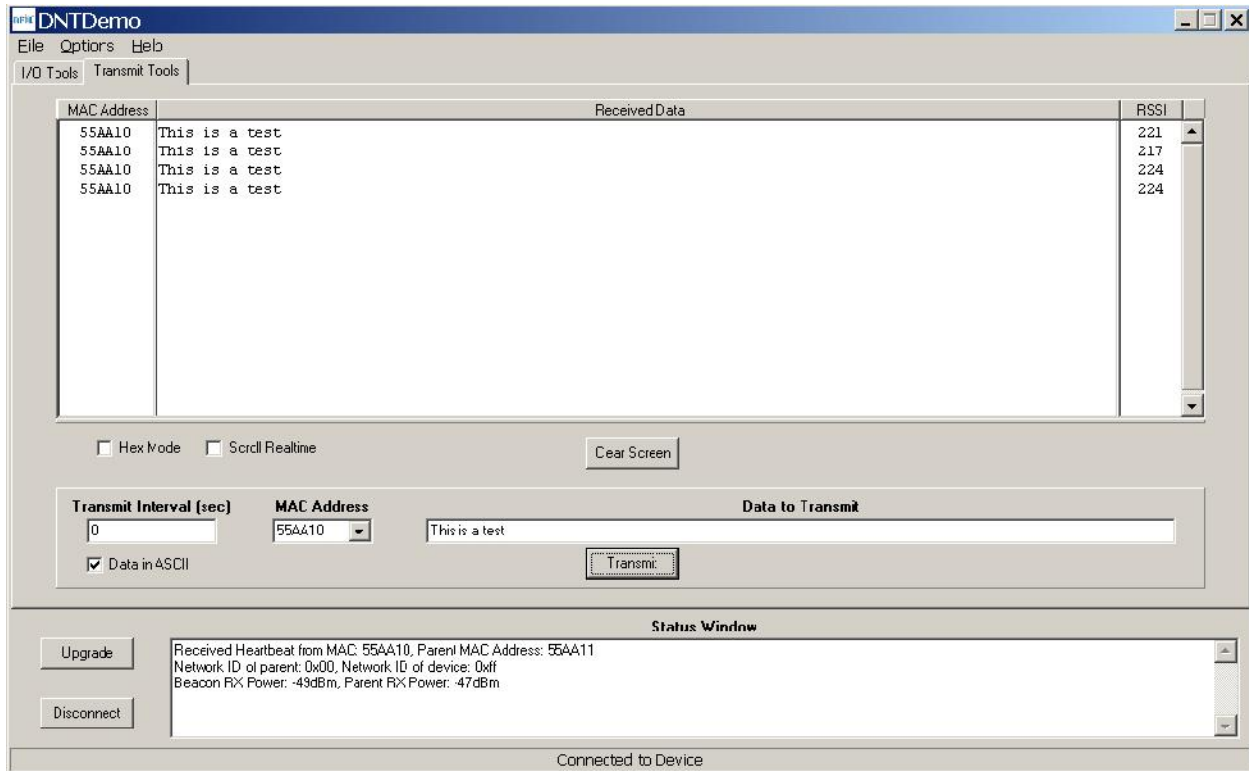 DNTDemo
Eile Options Help
I/O Tools Transmit Tools
MAC Address Received Data RSSI
55AA10 This is a test 221
55AA10 This is a test 217
55AA10 This is a test 224
55AA10 This is a test 224
Hex Mode Scroll Realtime Cear Screen
Transmit Interval (sec) MAC Address Data to Transmit
0 55AA10 This is a test
Data in ASCII Transmi:
Status Window
Upgrade
Received Heartbeat from MAC: 55AA10, Parent MAC Address: 55AA11
Network ID of parent: 0x00, Network ID of device: 0xff
Beacon RX Power: -49dBm, Parent RX Power: -47dBm
Disconnect
Connected to Device